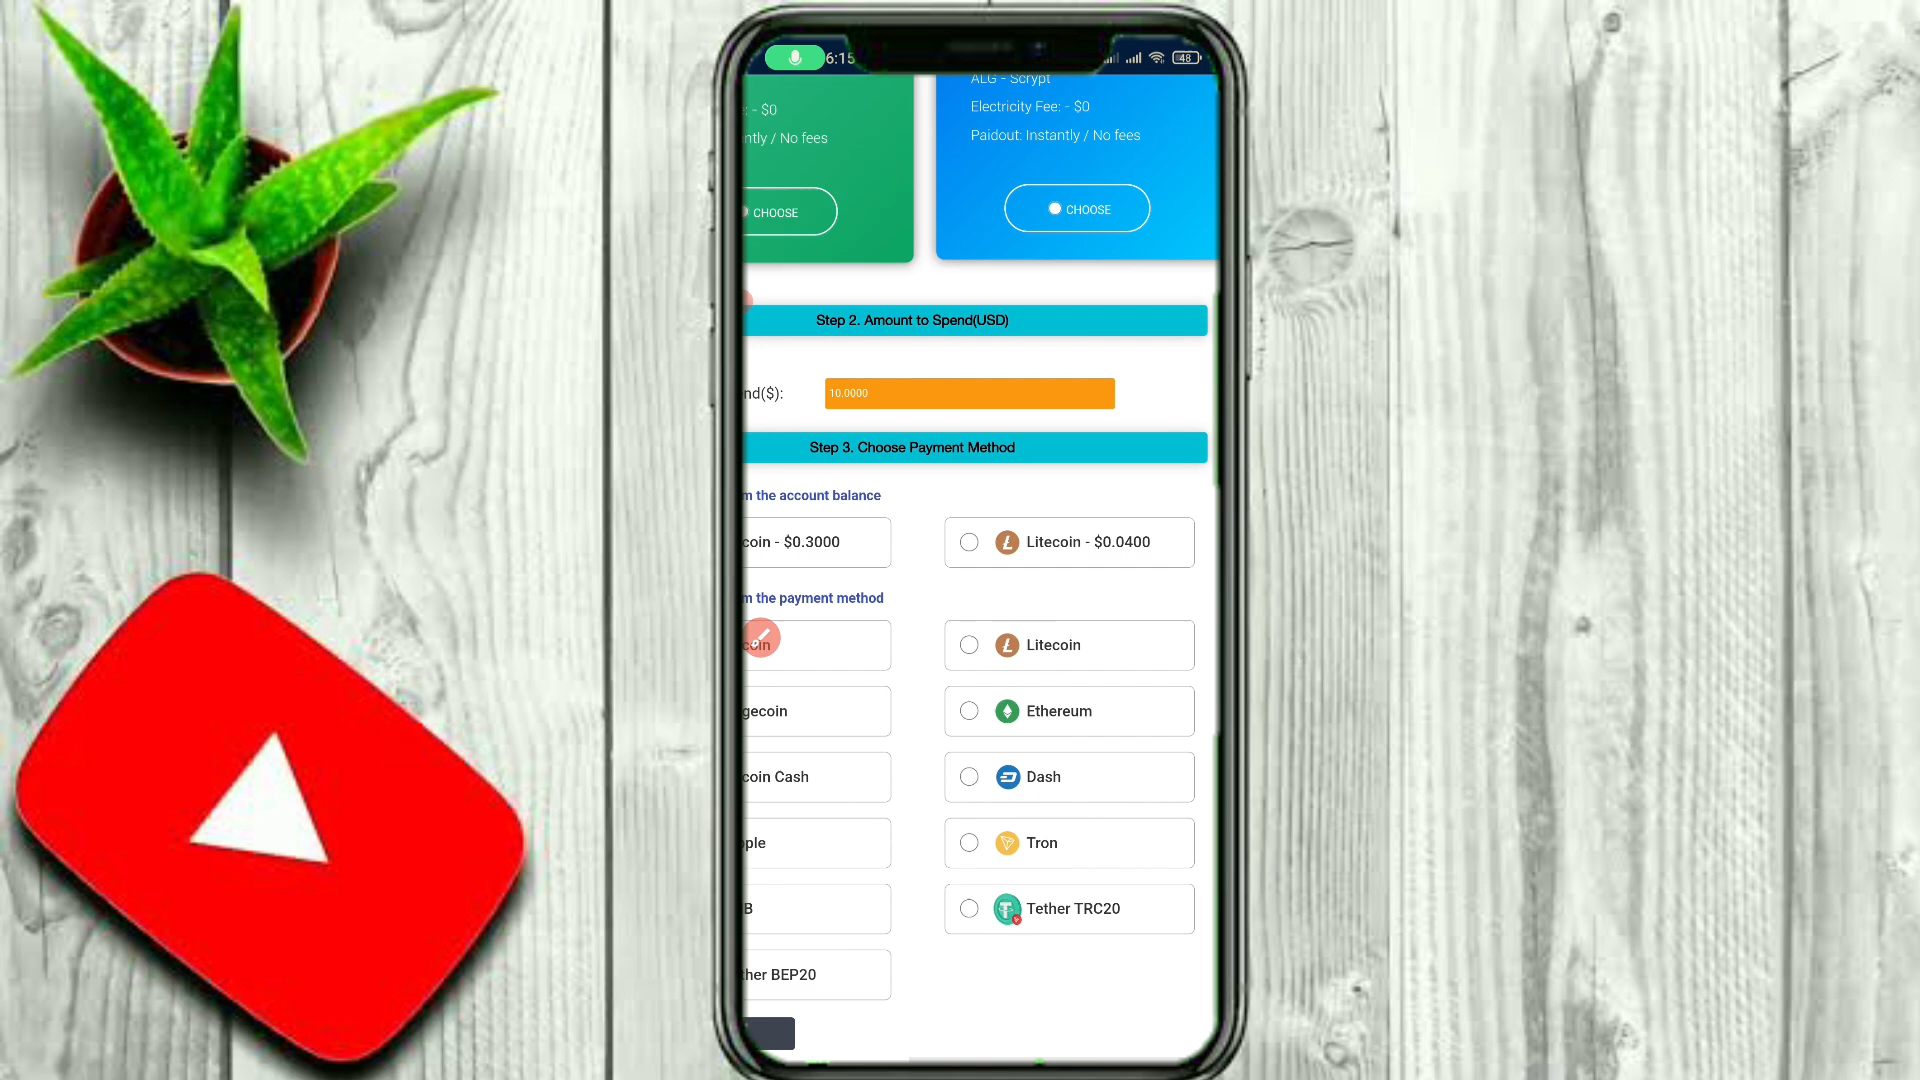 6:15
48
ALG - Scrypt
: - $0
Electricity Fee: - $0
ntly / No fees
Paidout: Instantly / No fees
CHOOSE
CHOOSE
Step 2. Amount to Spend(USD)
nd($):
10.0000
Step 3. Choose Payment Method
m the account balance
coin - $0.3000
Litecoin - $0.0400
m the payment method
coin
Litecoin
gecoin
Ethereum
coin Cash
Dash
ple
Tron
B
Tether TRC20
ther BEP20